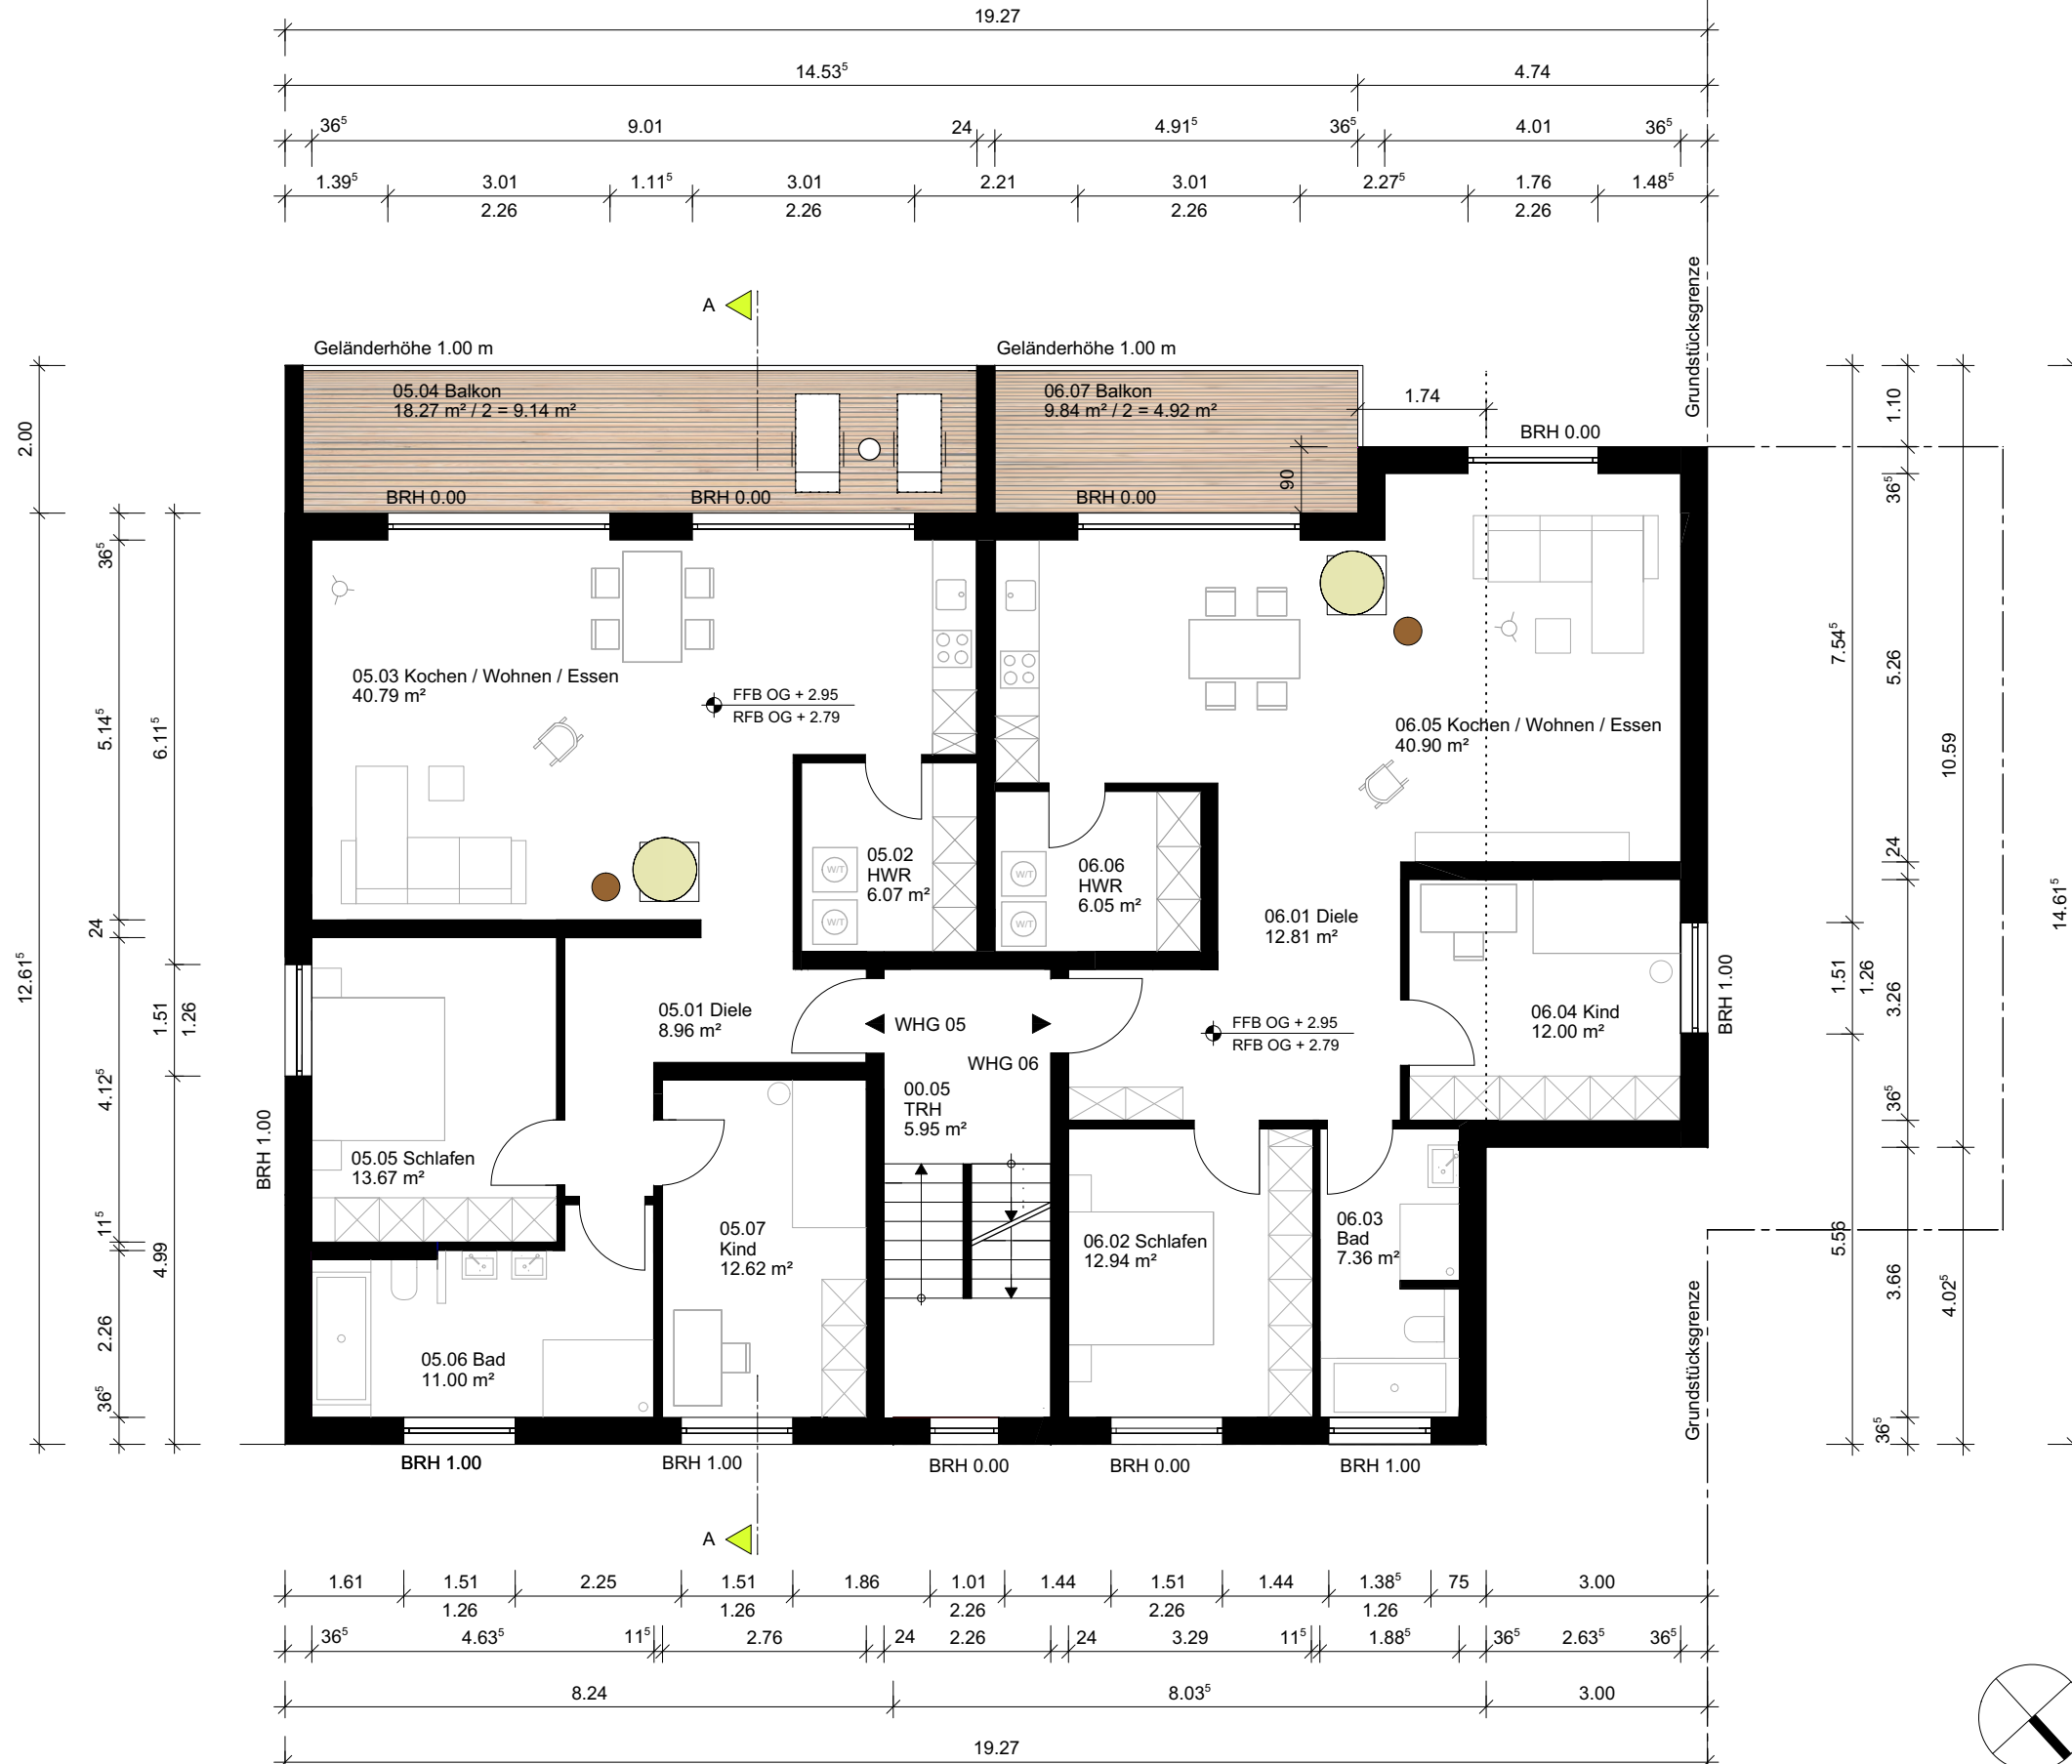 19.27
14.53⁵ 4.74
36⁵ 9.01 24 4.91⁵ 36⁵ 4.01 36⁵
1.39⁵ 3.01 1.11⁵ 3.01 2.21 3.01 2.27⁵ 1.76 1.48⁵
2.26 2.26 2.26 2.26
Grundstücksgrenze
A
Geländerhöhe 1.00 m
Geländerhöhe 1.00 m
05.04 Balkon
18.27 m² / 2 = 9.14 m²
06.07 Balkon
9.84 m² / 2 = 4.92 m²
1.74
BRH 0.00
90
BRH 0.00
BRH 0.00
BRH 0.00
05.03 Kochen / Wohnen / Essen
40.79 m²
FFB OG + 2.95
RFB OG + 2.79
06.05 Kochen / Wohnen / Essen
40.90 m²
05.02
HWR
6.07 m²
W/T
W/T
06.06
HWR
6.05 m²
W/T
W/T
06.01 Diele
12.81 m²
05.01 Diele
8.96 m²
WHG 05
WHG 06
FFB OG + 2.95
RFB OG + 2.79
06.04 Kind
12.00 m²
BRH 1.00
00.05
TRH
5.95 m²
BRH 1.00
05.05 Schlafen
13.67 m²
05.07
Kind
12.62 m²
06.02 Schlafen
12.94 m²
06.03
Bad
7.36 m²
05.06 Bad
11.00 m²
Grundstücksgrenze
BRH 1.00
BRH 1.00
BRH 0.00
BRH 0.00
BRH 1.00
A
2.00
12.61⁵
36⁵
5.14⁵
24
4.12⁵
11⁵
2.26
36⁵
6.11⁵
1.51
1.26
4.99
7.54⁵
1.51
1.26
5.56
1.10
36⁵
5.26
24
3.26
36⁵
3.66
36⁵
10.59
4.02⁵
14.61⁵
1.61 1.51 2.25 1.51 1.86 1.01 1.44 1.51 1.44 1.38⁵ 75 3.00
1.26 1.26 2.26 2.26 1.26
36⁵ 4.63⁵ 11⁵ 2.76 24 2.26 24 3.29 11⁵ 1.88⁵ 36⁵ 2.63⁵ 36⁵
8.24 8.03⁵ 3.00
19.27